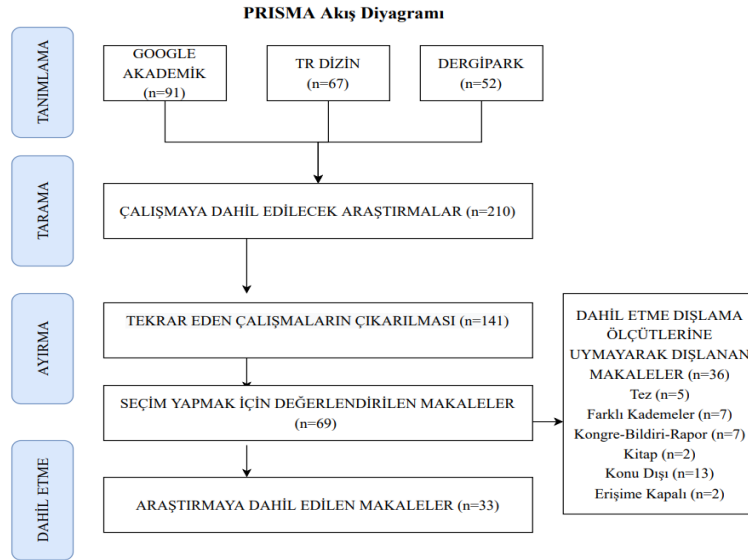 PRISMA Akış Diyagramı
TANIMLAMA
GOOGLE
AKADEMİK
(n=91)
TR DİZİN
(n=67)
DERGİPARK
(n=52)
TARAMA
ÇALIŞMAYA DAHİL EDİLECEK ARAŞTIRMALAR (n=210)
AYIRMA
TEKRAR EDEN ÇALIŞMALARIN ÇIKARILMASI (n=141)
SEÇİM YAPMAK İÇİN DEĞERLENDİRİLEN MAKALELER
(n=69)
DAHİL ETME DIŞLAMA
ÖLÇÜTLERİNE
UYMAYARAK DIŞLANAN
MAKALELER (n=36)
Tez (n=5)
Farklı Kademeler (n=7)
Kongre-Bildiri-Rapor (n=7)
Kitap (n=2)
Konu Dışı (n=13)
Erişime Kapalı (n=2)
DAHİL ETME
ARAŞTIRMAYA DAHİL EDİLEN MAKALELER (n=33)